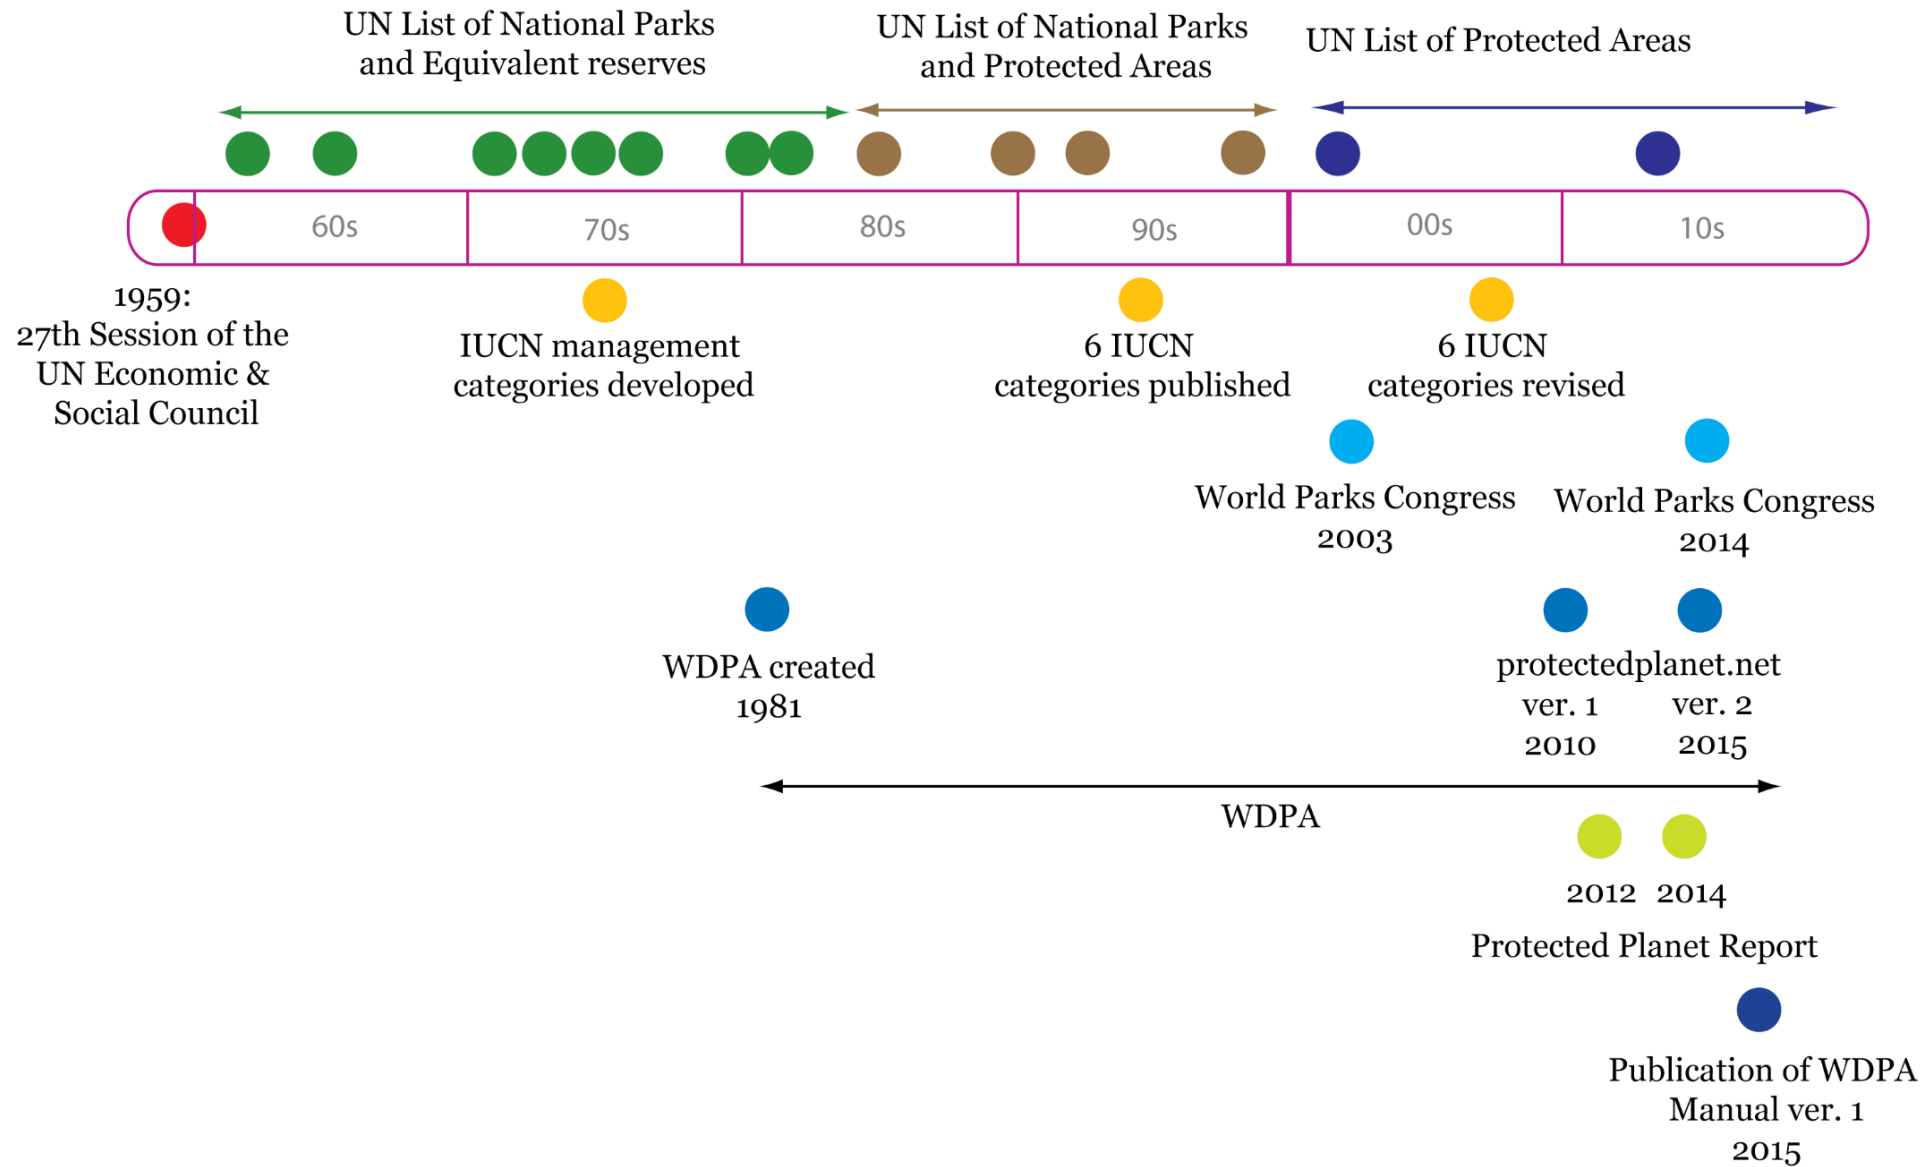 UN List of National Parks
and Equivalent reserves
UN List of National Parks
and Protected Areas
UN List of Protected Areas
60s
70s
80s
90s
00s
10s
1959:
27th Session of the
UN Economic &
Social Council
IUCN management
categories developed
6 IUCN
categories published
6 IUCN
categories revised
World Parks Congress
2003
World Parks Congress
2014
WDPA created
1981
protectedplanet.net
ver. 1
2010
ver. 2
2015
WDPA
2012
2014
Protected Planet Report
Publication of WDPA
Manual ver. 1
2015